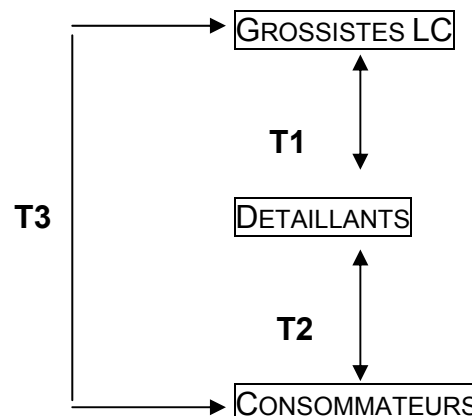 GROSSISTES LC
T1
T3
DETAILLANTS
T2
CONSOMMATEURS